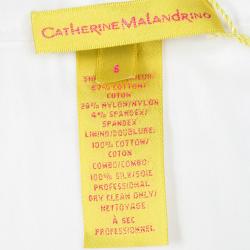 CATHERINE MALANDRINO
6
57% COTTON/
COTON
29% NYLON/NYLON
4% SPANDEX/
SPANDEX
LINING/DOUBLURE:
100% COTTON/
COTON
COMBO/COMBO:
100% SILK/SOIE
PROFESSIONAL
DRY CLEAN ONLY/
NETTOYAGE
À SEC
PROFESSIONNEL